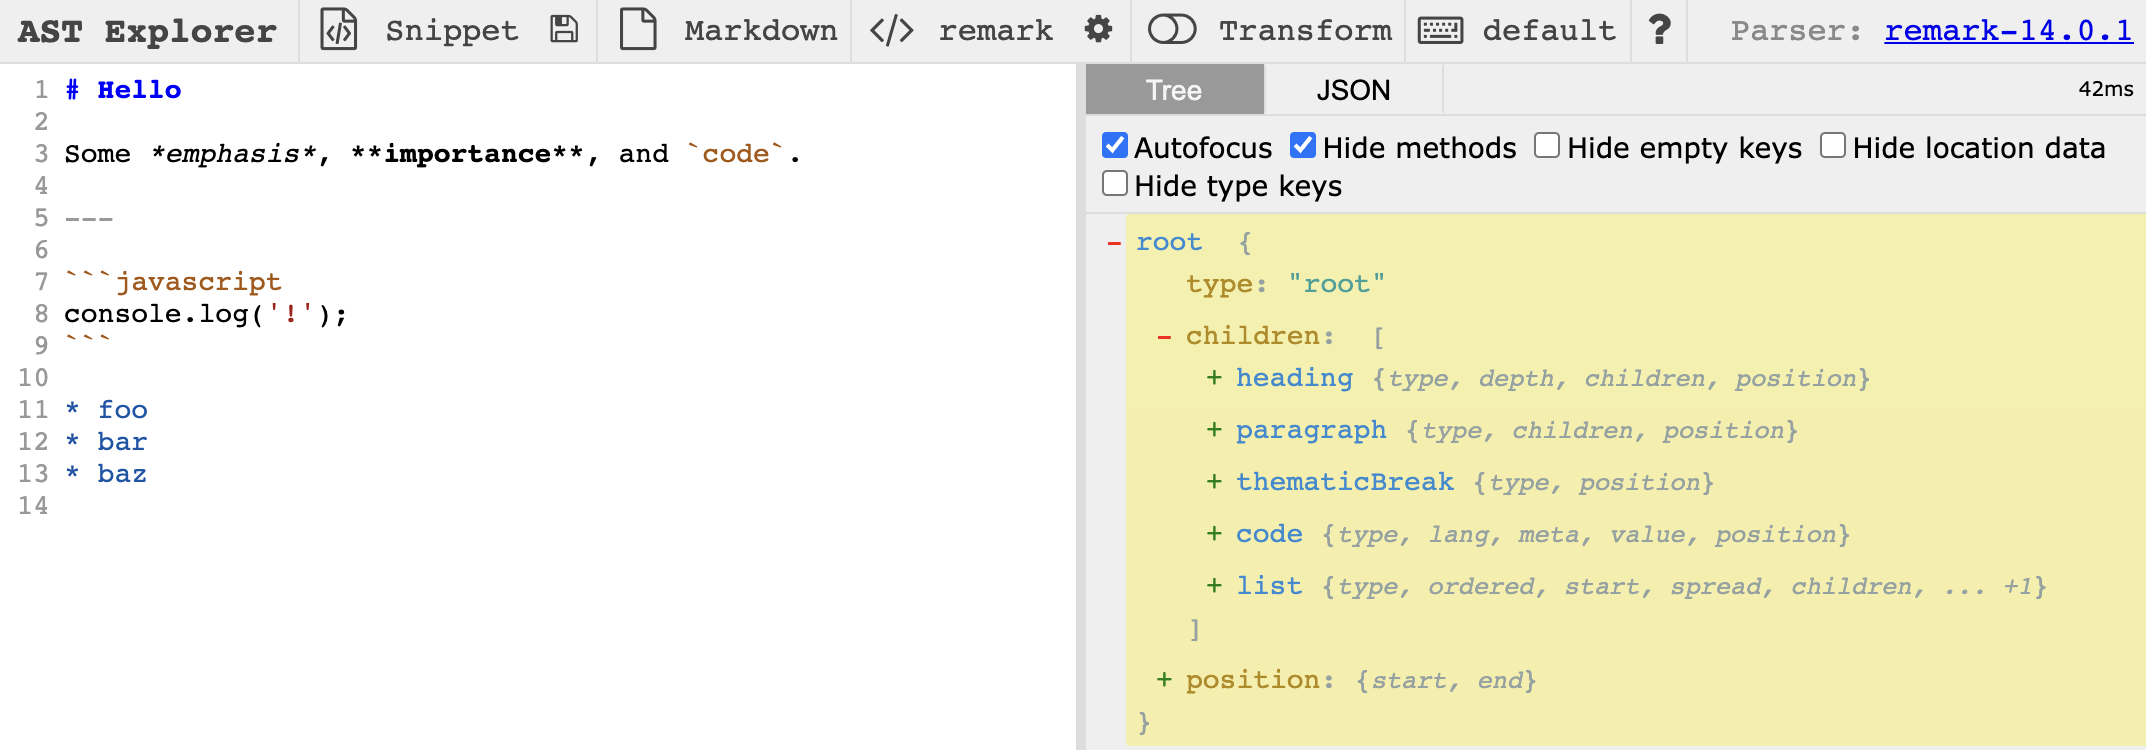 AST Explorer Snippet Markdown </> remark Transform default ? Parser: remark-14.0.1
1 # Hello
2
3 Some *emphasis*, **importance**, and `code`.
4
5 ---
6
7 ```javascript
8 console.log('!');
9 ```
10
11 * foo
12 * bar
13 * baz
14
Tree JSON 42ms
Autofocus Hide methods Hide empty keys Hide location data
Hide type keys
- root {
type: "root"
- children: [
+ heading {type, depth, children, position}
+ paragraph {type, children, position}
+ thematicBreak {type, position}
+ code {type, lang, meta, value, position}
+ list {type, ordered, start, spread, children, ... +1}
]
+ position: {start, end}
}